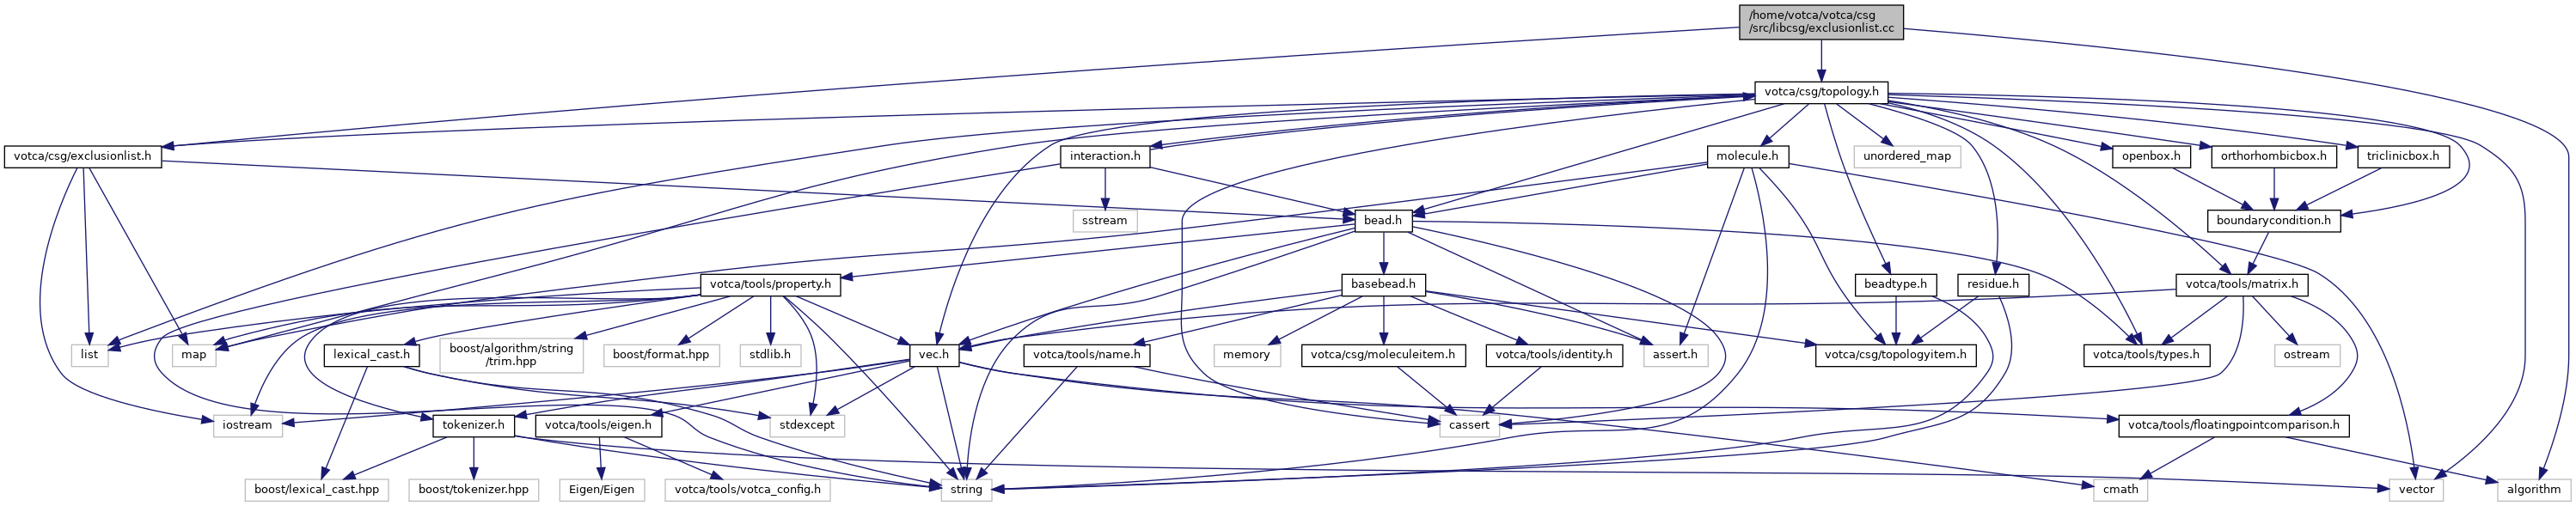 /home/votca/votca/csg
/src/libcsg/exclusionlist.cc
votca/csg/topology.h
votca/csg/exclusionlist.h
interaction.h
molecule.h
unordered_map
openbox.h
orthorhombicbox.h
triclinicbox.h
sstream
bead.h
boundarycondition.h
votca/tools/property.h
basebead.h
beadtype.h
residue.h
votca/tools/matrix.h
list
map
lexical_cast.h
boost/algorithm/string
/trim.hpp
boost/format.hpp
stdlib.h
vec.h
votca/tools/name.h
memory
votca/csg/moleculeitem.h
votca/tools/identity.h
assert.h
votca/csg/topologyitem.h
votca/tools/types.h
ostream
iostream
tokenizer.h
votca/tools/eigen.h
stdexcept
cassert
votca/tools/floatingpointcomparison.h
boost/lexical_cast.hpp
boost/tokenizer.hpp
Eigen/Eigen
votca/tools/votca_config.h
string
cmath
vector
algorithm